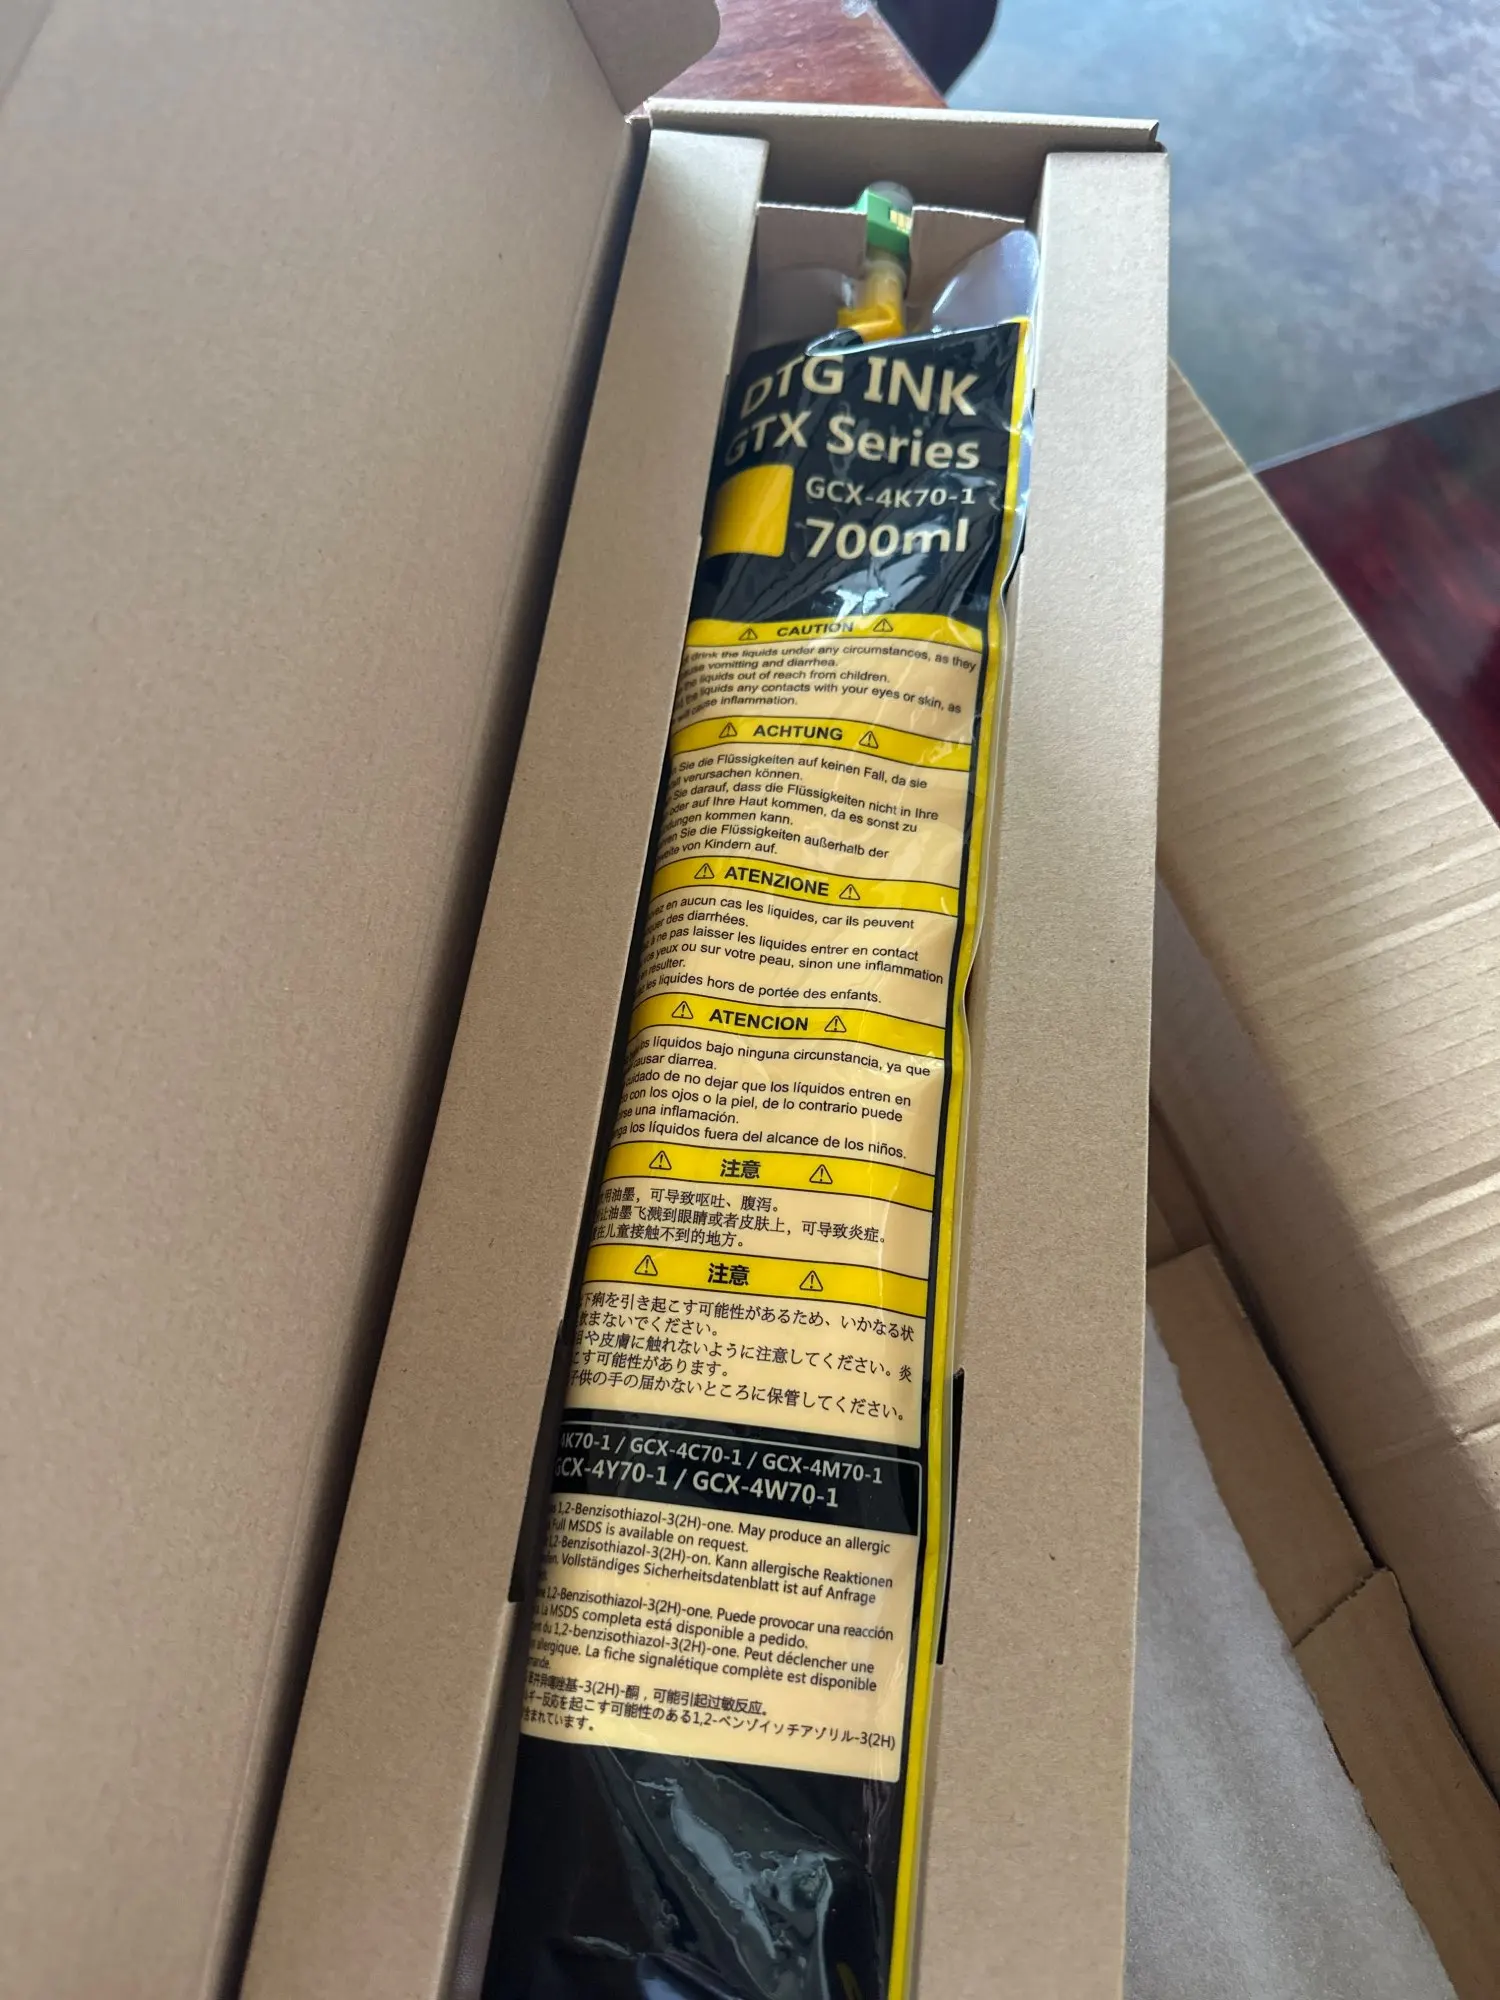 DTG INK
GTX Series
GCX-4K70-1
700ml
CAUTION
drink the liquids under any circumstances, as they
vomitting and diarrhea.
the liquids out of reach from children.
the liquids any contacts with your eyes or skin, as
will cause inflammation.
ACHTUNG
Sie die Flüssigkeiten auf keinen Fall, da sie
verursachen können.
Sie darauf, dass die Flüssigkeiten nicht in Ihre
oder auf Ihre Haut kommen, da es sonst zu
kommen kann.
Sie die Flüssigkeiten außerhalb der
von Kindern auf.
ATENZIONE
en aucun cas les liquides, car ils peuvent
des diarrhées.
à ne pas laisser les liquides entrer en contact
yeux ou sur votre peau, sinon une inflammation
résulter.
les liquides hors de portée des enfants.
ATENCION
los líquidos bajo ninguna circunstancia, ya que
causar diarrea.
cuidado de no dejar que los líquidos entren en
con los ojos o la piel, de lo contrario puede
una inflamación.
los líquidos fuera del alcance de los niños.
注意
用油墨，可导致呕吐、腹泻。
止油墨飞溅到眼睛或者皮肤上，可导致炎症。
在儿童接触不到的地方。
注意
下痢を引き起こす可能性があるため、いかなる状
飲まないでください。
目や皮膚に触れないように注意してください。炎
こす可能性があります。
子供の手の届かないところに保管してください。
4K70-1 / GCX-4C70-1 / GCX-4M70-1
GCX-4Y70-1 / GCX-4W70-1
1,2-Benzisothiazol-3(2H)-one. May produce an allergic
Full MSDS is available on request.
1,2-Benzisothiazol-3(2H)-on. Kann allergische Reaktionen
Vollständiges Sicherheitsdatenblatt ist auf Anfrage
1,2-Benzisothiazol-3(2H)-one. Puede provocar una reacción
La MSDS completa está disponible a pedido.
du 1,2-benzisothiazol-3(2H)-one. Peut déclencher une
allergique. La fiche signalétique complète est disponible
并异噻唑基-3(2H)-酮，可能引起过敏反应。
ギー反応を起こす可能性のある1,2-ベンゾイソチアゾリル-3(2H)
含まれています。